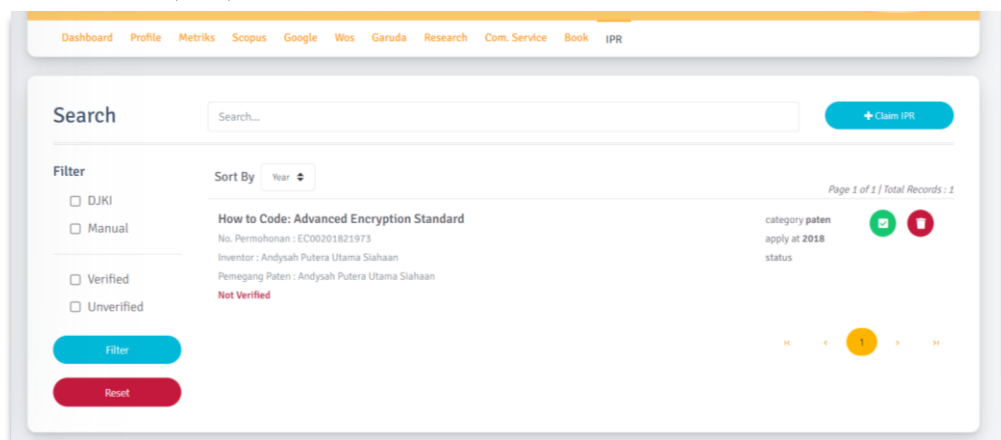 Dashboard Profile Metriks Scopus Google Wos Garuda Research Com. Service Book IPR
Search
Search...
+ Claim IPR
Filter
DJKI
Manual
Verified
Unverified
Filter
Reset
Sort By Year
Page 1 of 1 | Total Records : 1
How to Code: Advanced Encryption Standard
No. Permohonan : EC00201821973
Inventor : Andysah Putera Utama Siahaan
Pemegang Paten : Andysah Putera Utama Siahaan
Not Verified
category paten
apply at 2018
status
1